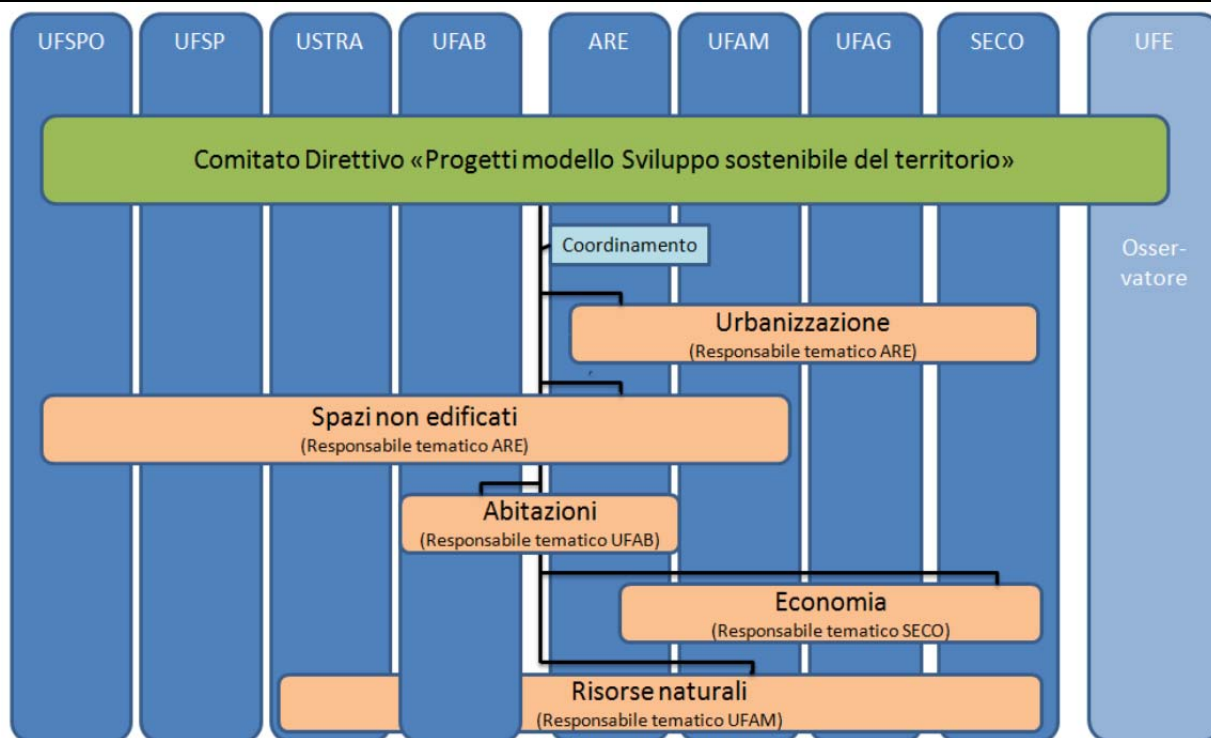 UFSPO UFSP USTRA UFAB ARE UFAM UFAG SECO UFE
Comitato Direttivo «Progetti modello Sviluppo sostenibile del territorio»
Coordinamento
Osser-
vatore
Urbanizzazione
(Responsabile tematico ARE)
Spazi non edificati
(Responsabile tematico ARE)
Abitazioni
(Responsabile tematico UFAB)
Economia
(Responsabile tematico SECO)
Risorse naturali
(Responsabile tematico UFAM)